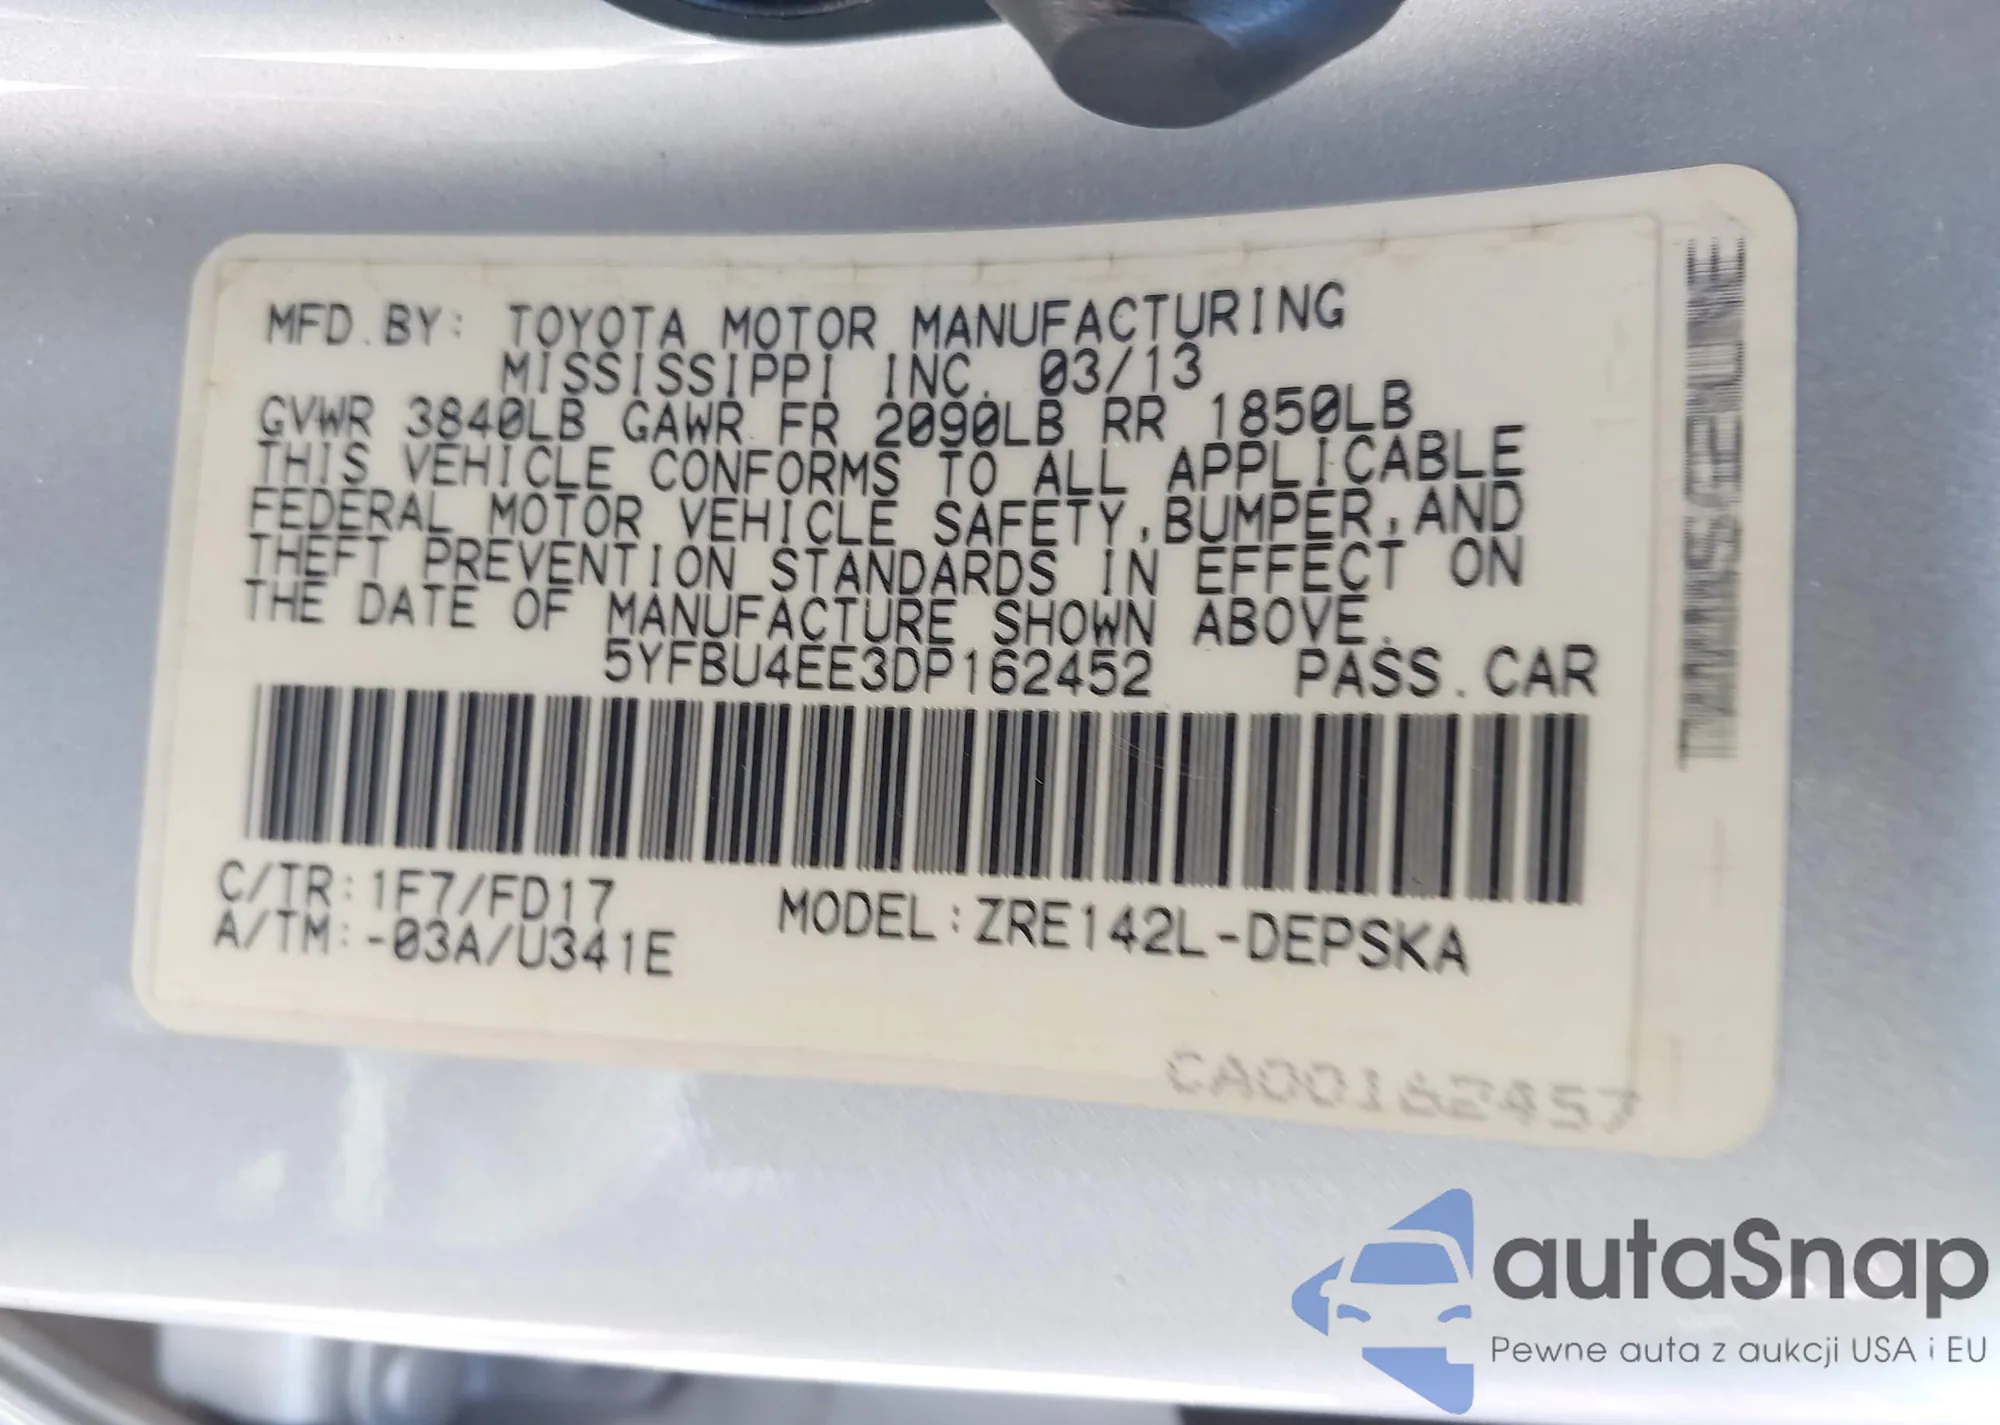 MFD.BY: TOYOTA MOTOR MANUFACTURING
MISSISSIPPI INC. 03/13
GVWR 3840LB GAWR FR 2090LB RR 1850LB
THIS VEHICLE CONFORMS TO ALL APPLICABLE
FEDERAL MOTOR VEHICLE SAFETY,BUMPER,AND
THEFT PREVENTION STANDARDS IN EFFECT ON
THE DATE OF MANUFACTURE SHOWN ABOVE.
5YFBU4EE3DP162452 PASS.CAR
C/TR:1F7/FD17
A/TM:-03A/U341E
MODEL:ZRE142L-DEPSKA
CA00162457
autaSnap
Pewne auta z aukcji USA i EU